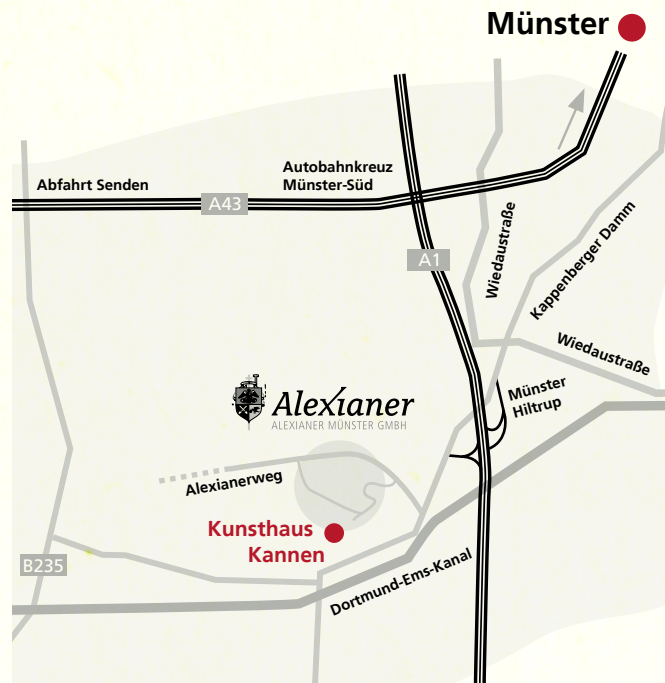 Münster
Abfahrt Senden
Autobahnkreuz
Münster-Süd
A43
A1
Wiedaustraße
Kappenberger Damm
Wiedaustraße
Münster
Hiltrup
Alexianer
ALEXIANER MÜNSTER GMBH
Alexianerweg
Kunsthaus
Kannen
B235
Dortmund-Ems-Kanal